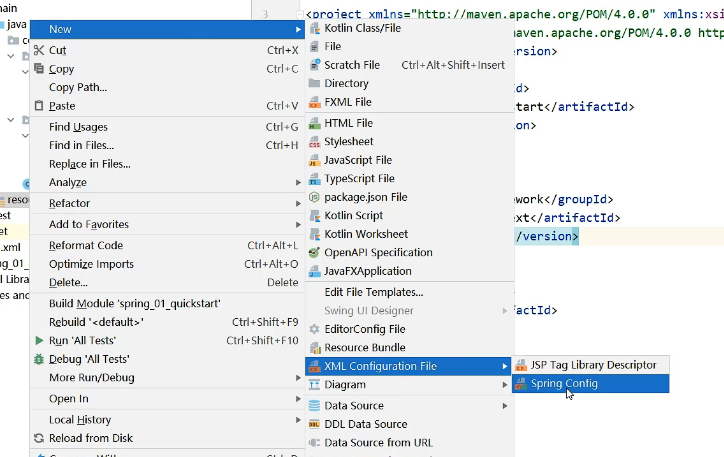 3
<project xmlns="http://maven.apache.org/POM/4.0.0" xmlns:xsi
maven.apache.org/POM/4.0.0 http
ersion>
d>
tart</artifactId>
on>
work</groupId>
ext</artifactId>
/version>
factId>
java
resou
est
et
.xml
ng_01_
l Libra
es and
New
Cut Ctrl+X
Copy Ctrl+C
Copy Path...
Paste Ctrl+V
Find Usages Ctrl+G
Find in Files... Ctrl+H
Replace in Files...
Analyze
Refactor
Add to Favorites
Reformat Code Ctrl+Alt+L
Optimize Imports Ctrl+Alt+O
Delete... Delete
Build Module 'spring_01_quickstart'
Rebuild '<default>' Ctrl+Shift+F9
Run 'All Tests' Ctrl+Shift+F10
Debug 'All Tests'
More Run/Debug
Open In
Local History
Reload from Disk
Kotlin Class/File
File
Scratch File Ctrl+Alt+Shift+Insert
Directory
FXML File
HTML File
Stylesheet
JavaScript File
TypeScript File
package.json File
Kotlin Script
Kotlin Worksheet
OpenAPI Specification
JavaFXApplication
Edit File Templates...
Swing UI Designer
EditorConfig File
Resource Bundle
XML Configuration File
Diagram
Data Source
DDL Data Source
Data Source from URL
JSP Tag Library Descriptor
Spring Config